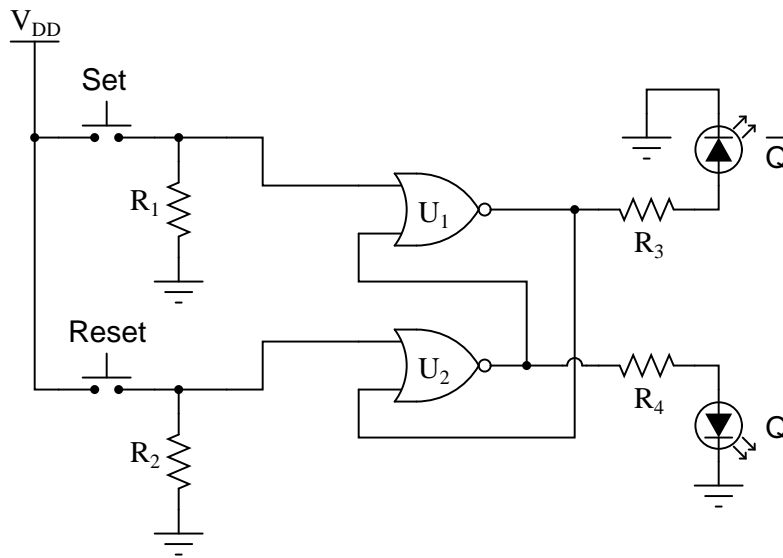 V_DD
Set
R_1
Reset
R_2
U_1
U_2
R_3
R_4
Q̅
Q